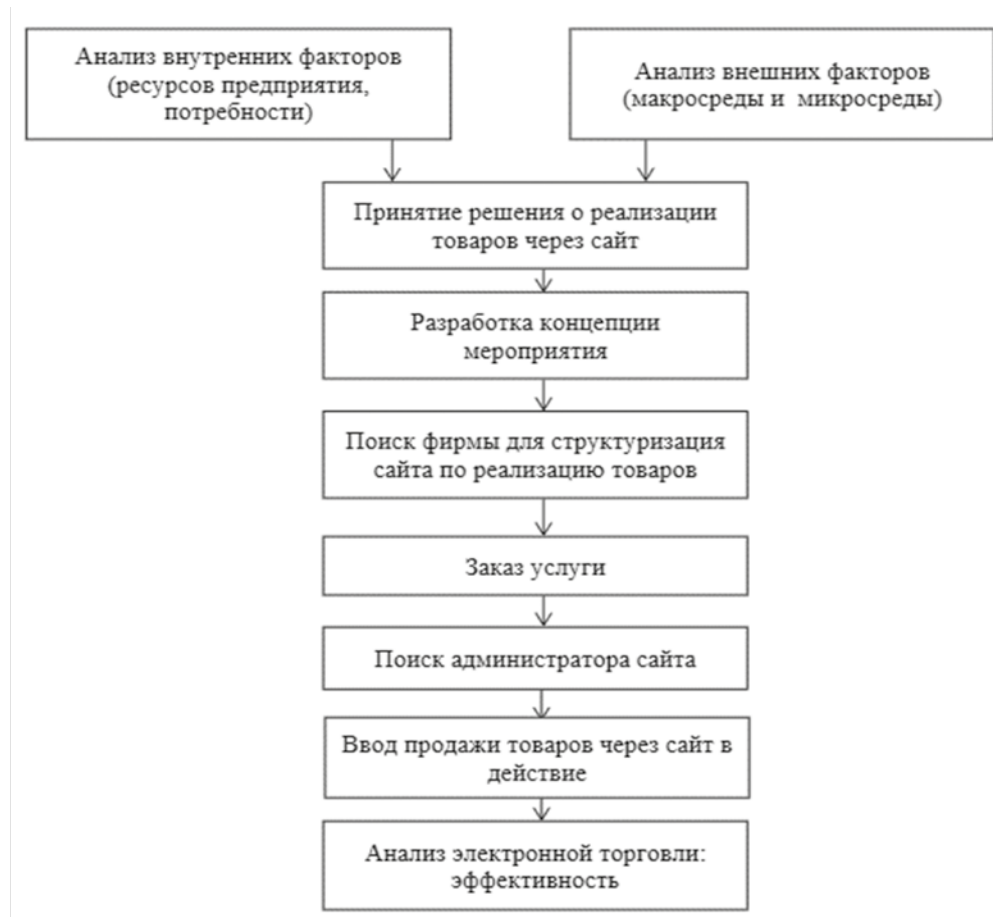 Анализ внутренних факторов
(ресурсов предприятия,
потребности)
Анализ внешних факторов
(макросреды и микросреды)
Принятие решения о реализации
товаров через сайт
Разработка концепции
мероприятия
Поиск фирмы для структуризация
сайта по реализацию товаров
Заказ услуги
Поиск администратора сайта
Ввод продажи товаров через сайт в
действие
Анализ электронной торговли:
эффективность